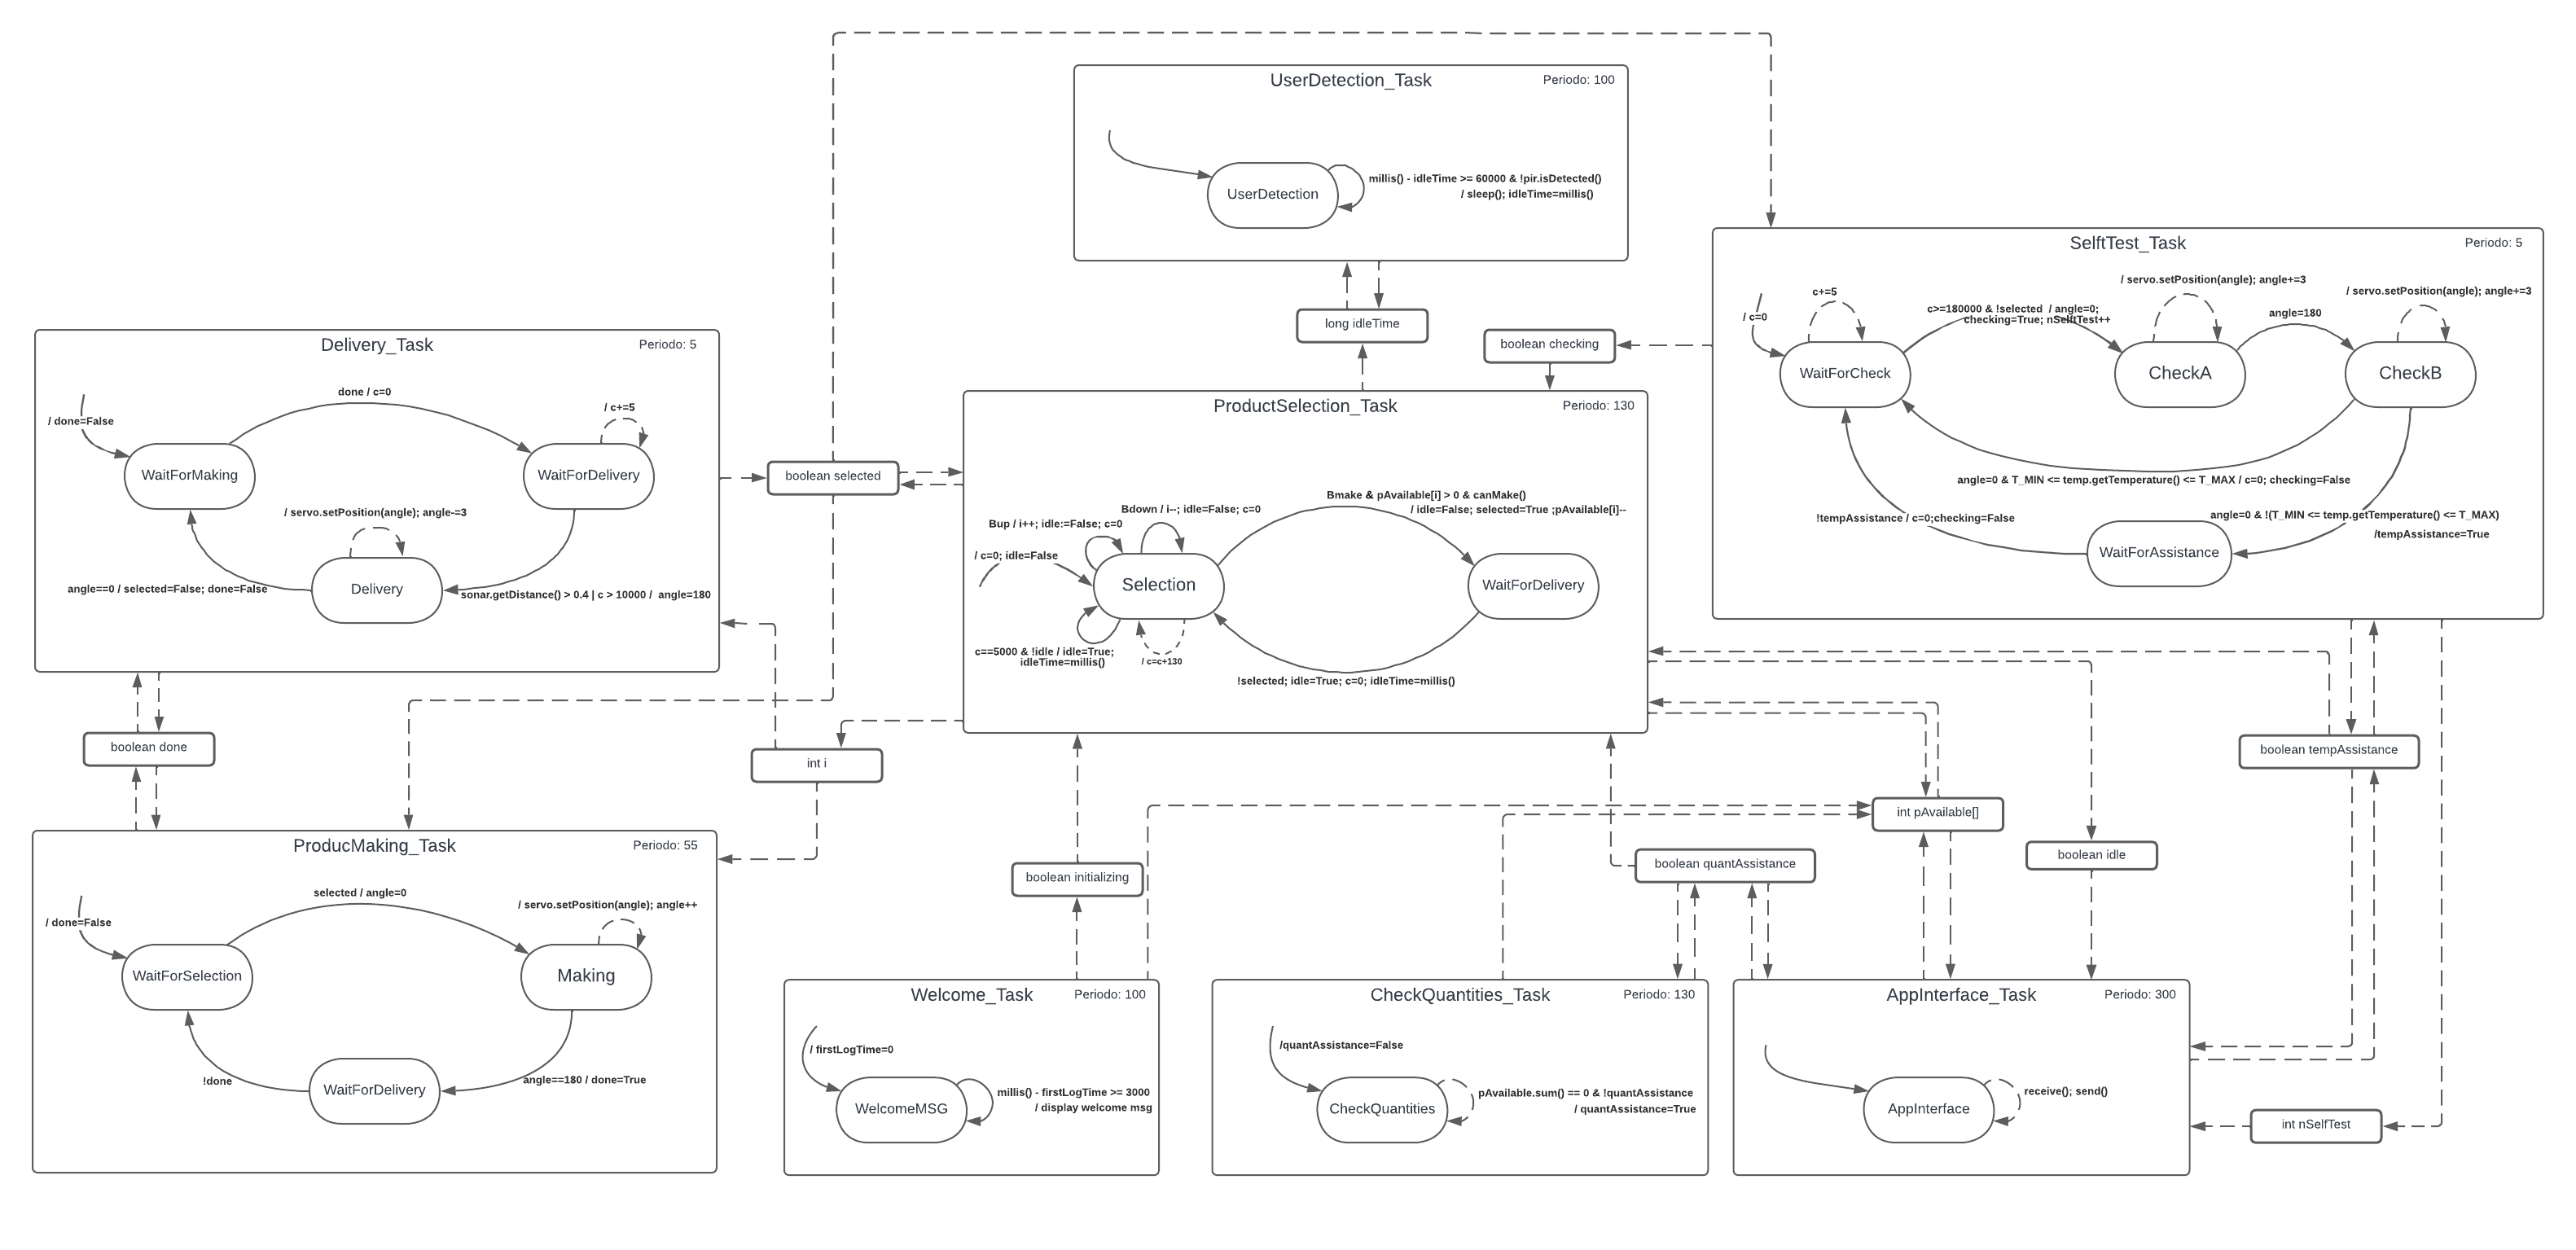 UserDetection_Task
Periodo: 100
UserDetection
millis() - idleTime >= 60000 & !pir.isDetected()
/ sleep(); idleTime=millis()
long idleTime
boolean checking
SelftTest_Task
Periodo: 5
/ c=0
c+=5
WaitForCheck
c>=180000 & !selected / angle=0;
checking=True; nSelftTest++
/ servo.setPosition(angle); angle+=3
CheckA
angle=180
/ servo.setPosition(angle); angle+=3
CheckB
angle=0 & T_MIN <= temp.getTemperature() <= T_MAX / c=0; checking=False
!tempAssistance / c=0;checking=False
angle=0 & !(T_MIN <= temp.getTemperature() <= T_MAX)
/tempAssistance=True
WaitForAssistance
Delivery_Task
Periodo: 5
/ done=False
done / c=0
/ c+=5
WaitForMaking
WaitForDelivery
/ servo.setPosition(angle); angle-=3
Delivery
angle==0 / selected=False; done=False
sonar.getDistance() > 0.4 | c > 10000 / angle=180
boolean selected
ProductSelection_Task
Periodo: 130
Bmake & pAvailable[i] > 0 & canMake()
/ idle=False; selected=True ;pAvailable[i]--
Bdown / i--; idle=False; c=0
Bup / i++; idle:=False; c=0
/ c=0; idle=False
Selection
WaitForDelivery
c==5000 & !idle / idle=True;
idleTime=millis()
/ c=c+130
!selected; idle=True; c=0; idleTime=millis()
boolean done
int i
boolean tempAssistance
int pAvailable[]
boolean quantAssistance
boolean idle
boolean initializing
ProducMaking_Task
Periodo: 55
/ done=False
selected / angle=0
/ servo.setPosition(angle); angle++
WaitForSelection
Making
!done
angle==180 / done=True
WaitForDelivery
Welcome_Task
Periodo: 100
/ firstLogTime=0
WelcomeMSG
millis() - firstLogTime >= 3000
/ display welcome msg
CheckQuantities_Task
Periodo: 130
/quantAssistance=False
CheckQuantities
pAvailable.sum() == 0 & !quantAssistance
/ quantAssistance=True
AppInterface_Task
Periodo: 300
AppInterface
receive(); send()
int nSelfTest